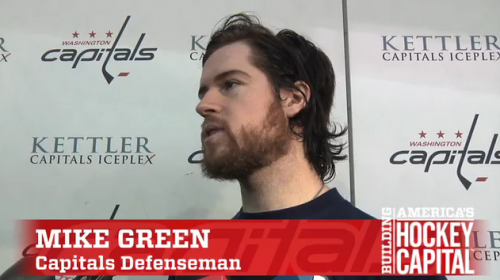 WASHINGTON
capitals
KETTLER
CAPITALS ICEPLEX
KETTLER
CAPITALS ICEPLEX
WASHINGTON
capitals
MIKE GREEN
Capitals Defenseman
BUILDING
AMERICA'S
HOCKEY
CAPITAL